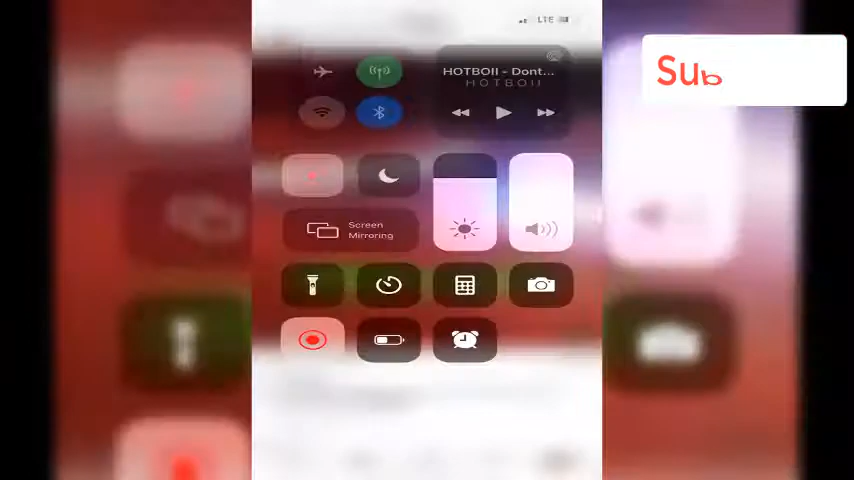 LTE
Sub
HOTBOII - Dont...
HOTBOII
Screen
Mirroring